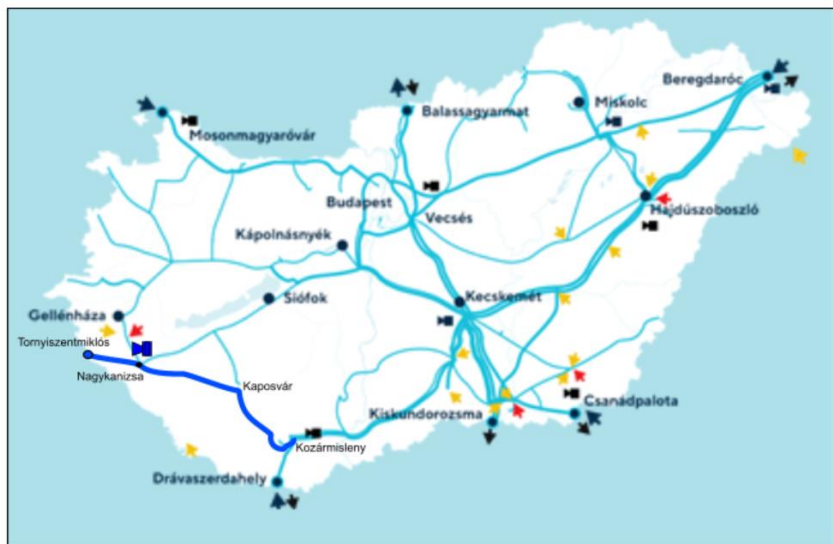 Beregdaróc
Miskolc
Balassagyarmat
Mosonmagyaróvár
Budapest
Hajdúszoboszló
Vecsés
Kápolnásnyék
Siófok
Kecskemét
Gellénháza
Tornyiszentmiklós
Nagykanizsa
Kaposvár
Csanádpalota
Kiskundorozsma
Kozármisleny
Drávaszerdahely